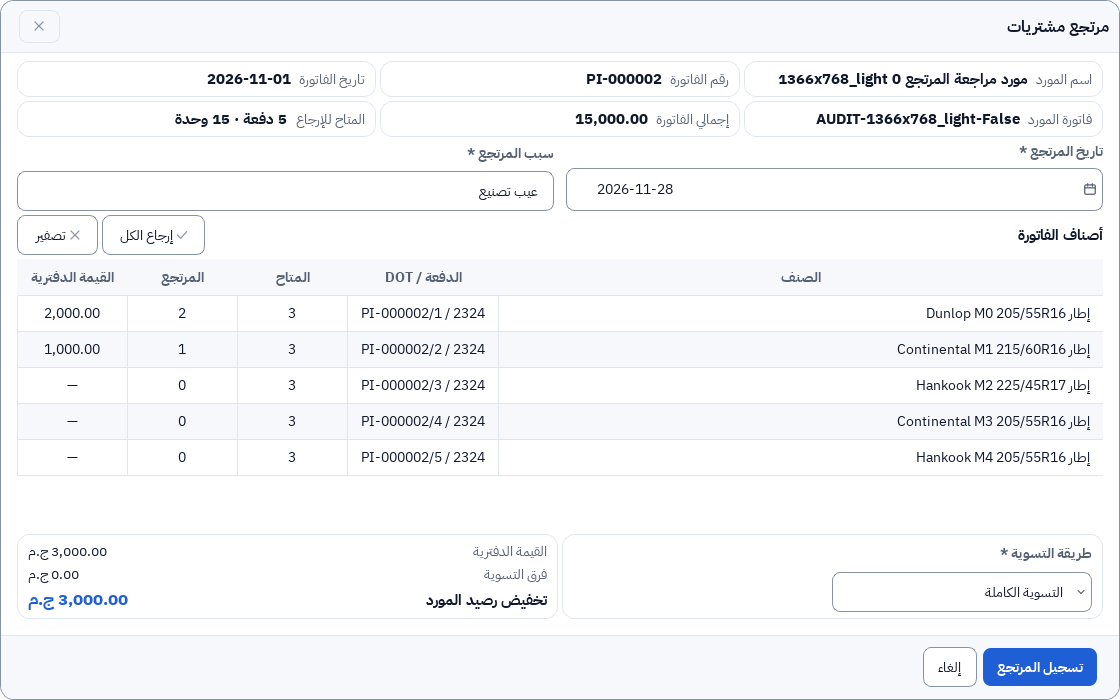 مرتجع مشتريات
اسم المورد مورد مراجعة المرتجع 0 1366x768_light
رقم الفاتورة PI-000002
تاريخ الفاتورة 2026-11-01
فاتورة المورد AUDIT-1366x768_light-False
إجمالي الفاتورة 15,000.00
المتاح للإرجاع 5 دفعة · 15 وحدة
تاريخ المرتجع *
سبب المرتجع *
2026-11-28
عيب تصنيع
أصناف الفاتورة
إرجاع الكل
تصفير
الصنف الدفعة / DOT المتاح المرتجع القيمة الدفترية
إطار Dunlop M0 205/55R16 PI-000002/1 / 2324 3 2 2,000.00
إطار Continental M1 215/60R16 PI-000002/2 / 2324 3 1 1,000.00
إطار Hankook M2 225/45R17 PI-000002/3 / 2324 3 0 —
إطار Continental M3 205/55R16 PI-000002/4 / 2324 3 0 —
إطار Hankook M4 205/55R16 PI-000002/5 / 2324 3 0 —
طريقة التسوية *
التسوية الكاملة
القيمة الدفترية 3,000.00 ج.م
فرق التسوية 0.00 ج.م
تخفيض رصيد المورد 3,000.00 ج.م
تسجيل المرتجع
إلغاء